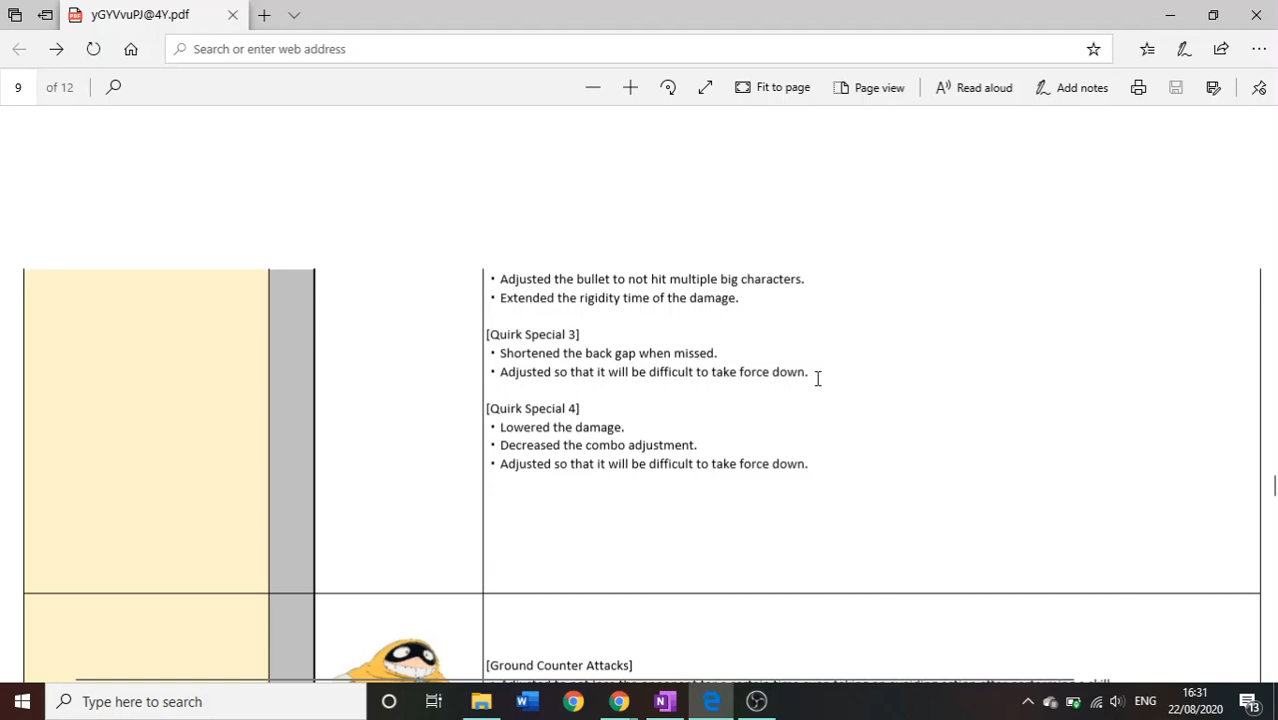 yGYVvuPJ@4Y.pdf
Search or enter web address
9 of 12
Fit to page
Page view
Read aloud
Add notes
・Adjusted the bullet to not hit multiple big characters.
・Extended the rigidity time of the damage.
[Quirk Special 3]
・Shortened the back gap when missed.
・Adjusted so that it will be difficult to take force down.
[Quirk Special 4]
・Lowered the damage.
・Decreased the combo adjustment.
・Adjusted so that it will be difficult to take force down.
[Ground Counter Attacks]
Type here to search
ENG
16:31
22/08/2020
13